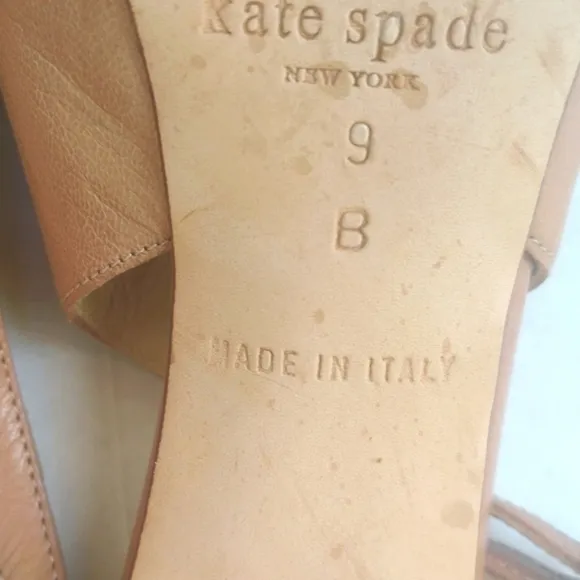 kate spade
NEW YORK
9
B
MADE IN ITALY